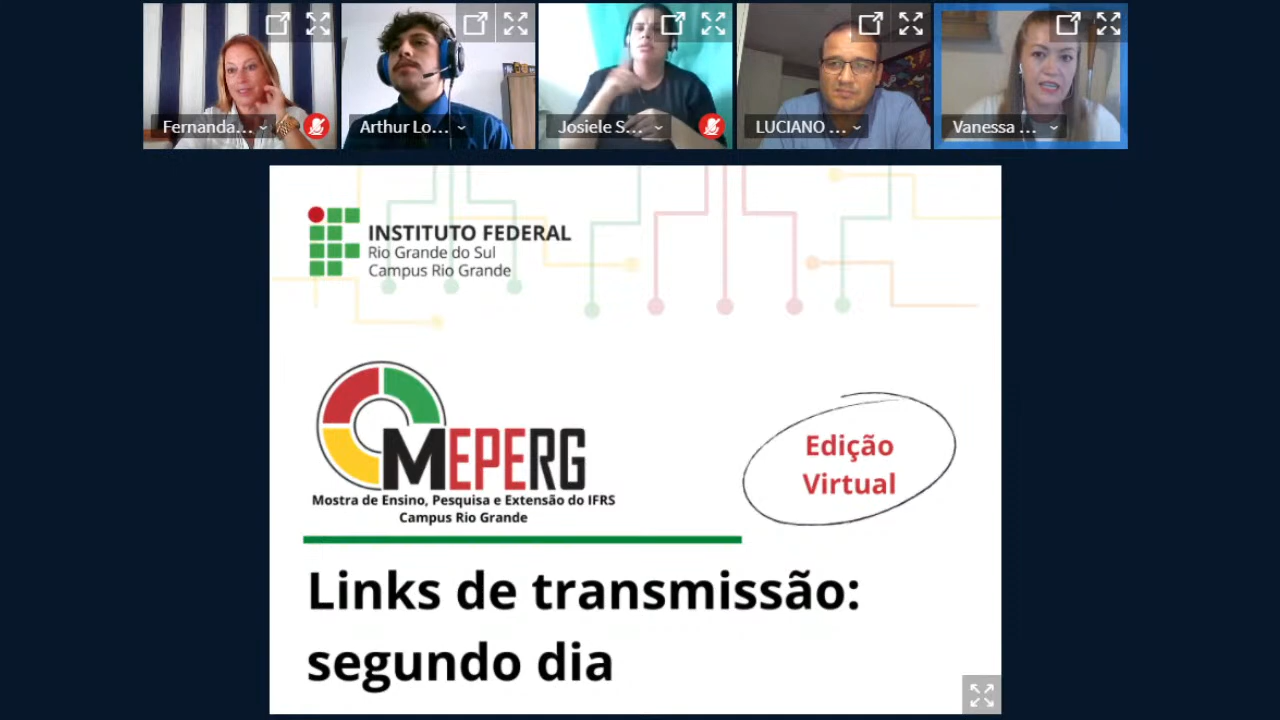 Fernanda...
Arthur Lo...
Josiele S...
LUCIANO ...
Vanessa ...
INSTITUTO FEDERAL
Rio Grande do Sul
Campus Rio Grande
MEPERG
Mostra de Ensino, Pesquisa e Extensão do IFRS
Campus Rio Grande
Edição
Virtual
Links de transmissão:
segundo dia